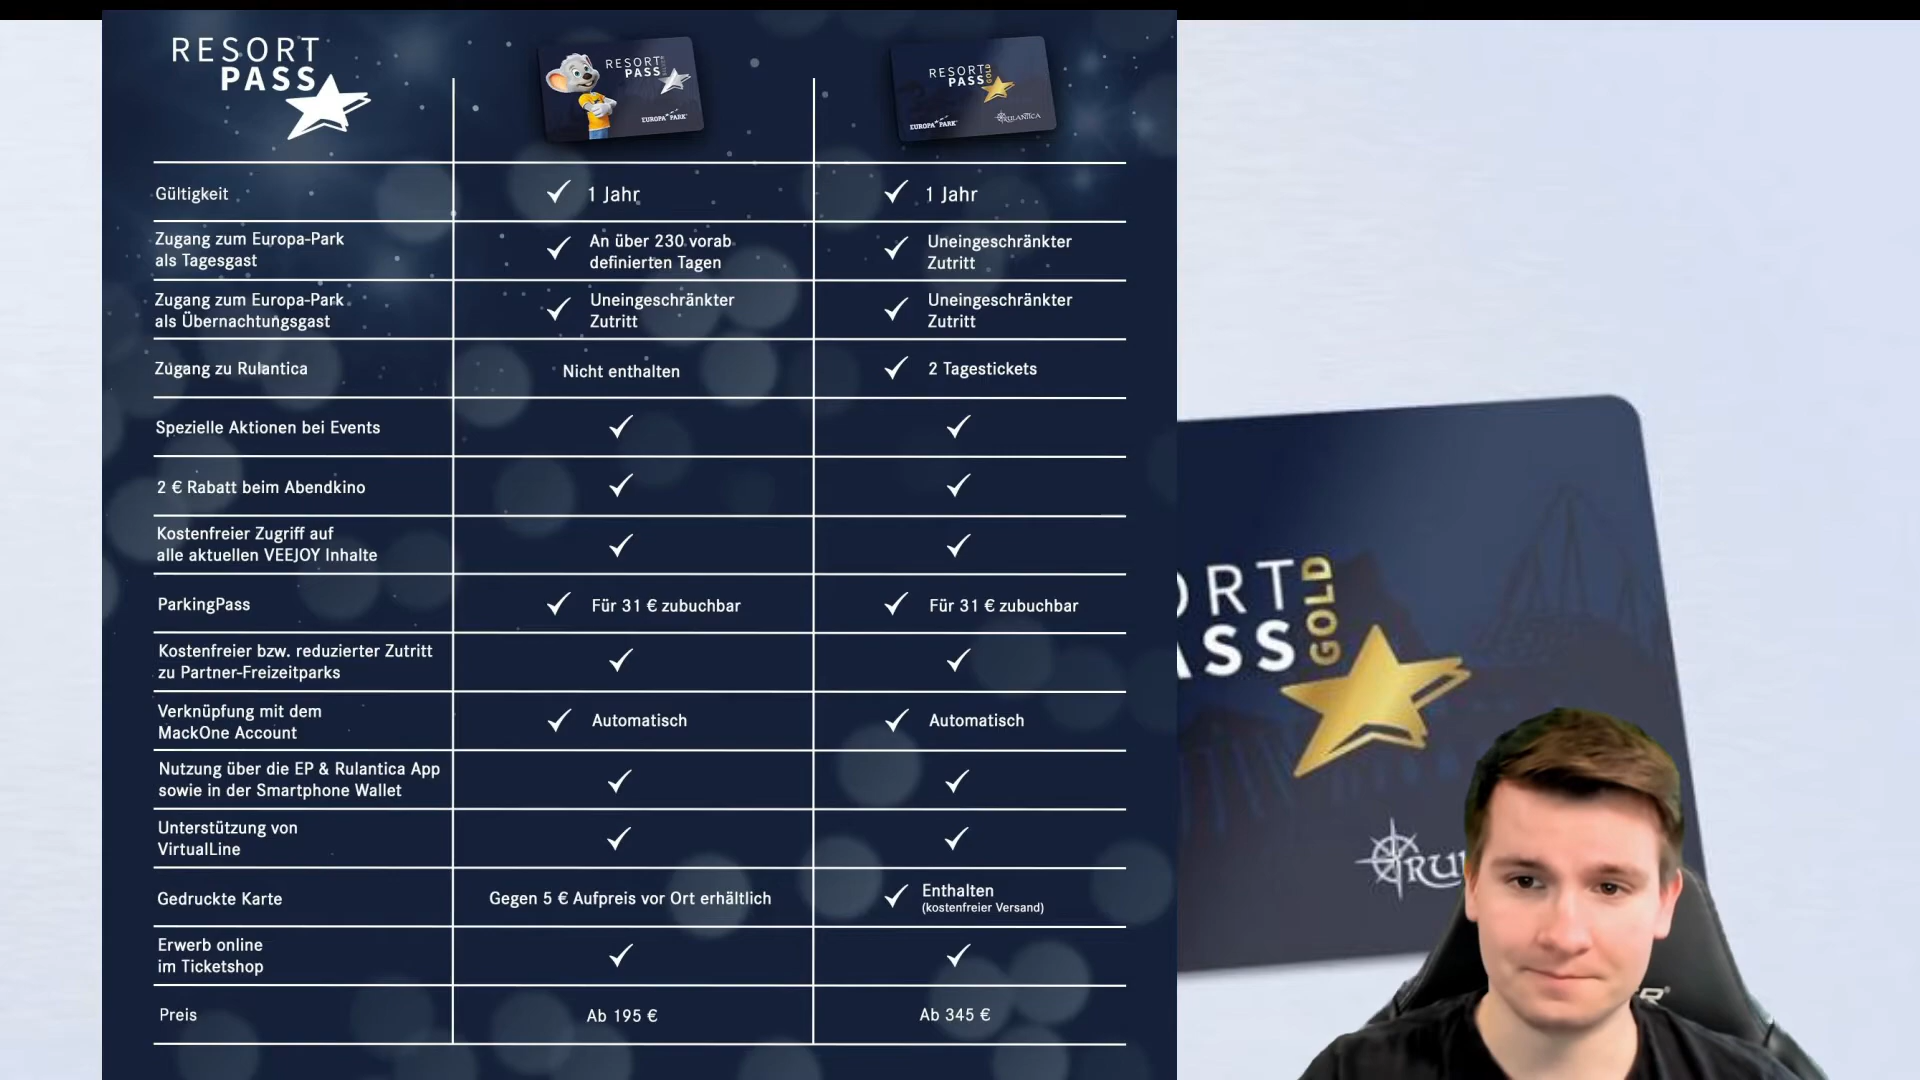 RESORT
PASS
RESORT
PASS
SILVER
EUROPA PARK
RESORT
PASS
GOLD
EUROPA PARK
RULANTICA
Gültigkeit
1 Jahr
1 Jahr
Zugang zum Europa-Park
als Tagesgast
An über 230 vorab
definierten Tagen
Uneingeschränkter
Zutritt
Zugang zum Europa-Park
als Übernachtungsgast
Uneingeschränkter
Zutritt
Uneingeschränkter
Zutritt
Zugang zu Rulantica
Nicht enthalten
2 Tagestickets
Spezielle Aktionen bei Events
2 € Rabatt beim Abendkino
Kostenfreier Zugriff auf
alle aktuellen VEEJOY Inhalte
ParkingPass
Für 31 € zubuchbar
Für 31 € zubuchbar
Kostenfreier bzw. reduzierter Zutritt
zu Partner-Freizeitparks
Verknüpfung mit dem
MackOne Account
Automatisch
Automatisch
Nutzung über die EP & Rulantica App
sowie in der Smartphone Wallet
Unterstützung von
VirtualLine
Gedruckte Karte
Gegen 5 € Aufpreis vor Ort erhältlich
Enthalten
(kostenfreier Versand)
Erwerb online
im Ticketshop
Preis
Ab 195 €
Ab 345 €
ORT
ASS
GOLD
RU